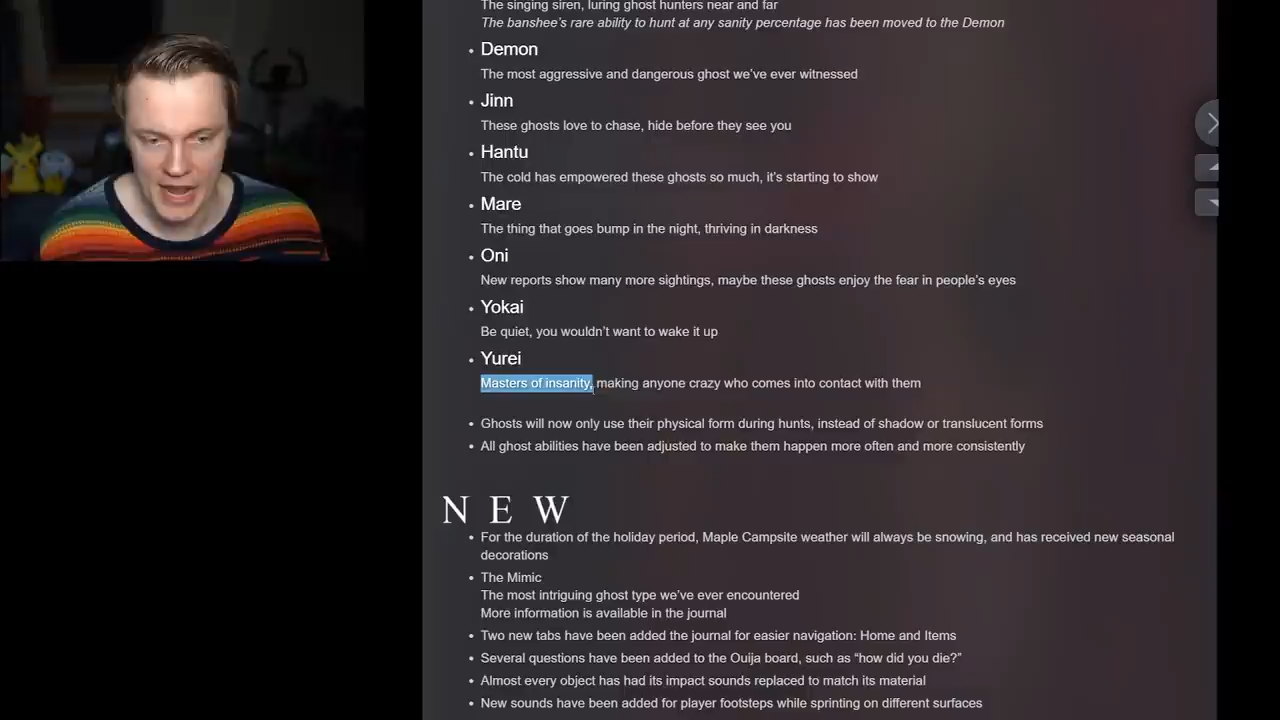 The singing siren, luring ghost hunters near and far
The banshee's rare ability to hunt at any sanity percentage has been moved to the Demon
• Demon
The most aggressive and dangerous ghost we've ever witnessed
• Jinn
These ghosts love to chase, hide before they see you
• Hantu
The cold has empowered these ghosts so much, it's starting to show
• Mare
The thing that goes bump in the night, thriving in darkness
• Oni
New reports show many more sightings, maybe these ghosts enjoy the fear in people's eyes
• Yokai
Be quiet, you wouldn't want to wake it up
• Yurei
Masters of insanity, making anyone crazy who comes into contact with them
• Ghosts will now only use their physical form during hunts, instead of shadow or translucent forms
• All ghost abilities have been adjusted to make them happen more often and more consistently
NEW
• For the duration of the holiday period, Maple Campsite weather will always be snowing, and has received new seasonal
decorations
• The Mimic
The most intriguing ghost type we've ever encountered
More information is available in the journal
• Two new tabs have been added the journal for easier navigation: Home and Items
• Several questions have been added to the Ouija board, such as “how did you die?”
• Almost every object has had its impact sounds replaced to match its material
• New sounds have been added for player footsteps while sprinting on different surfaces